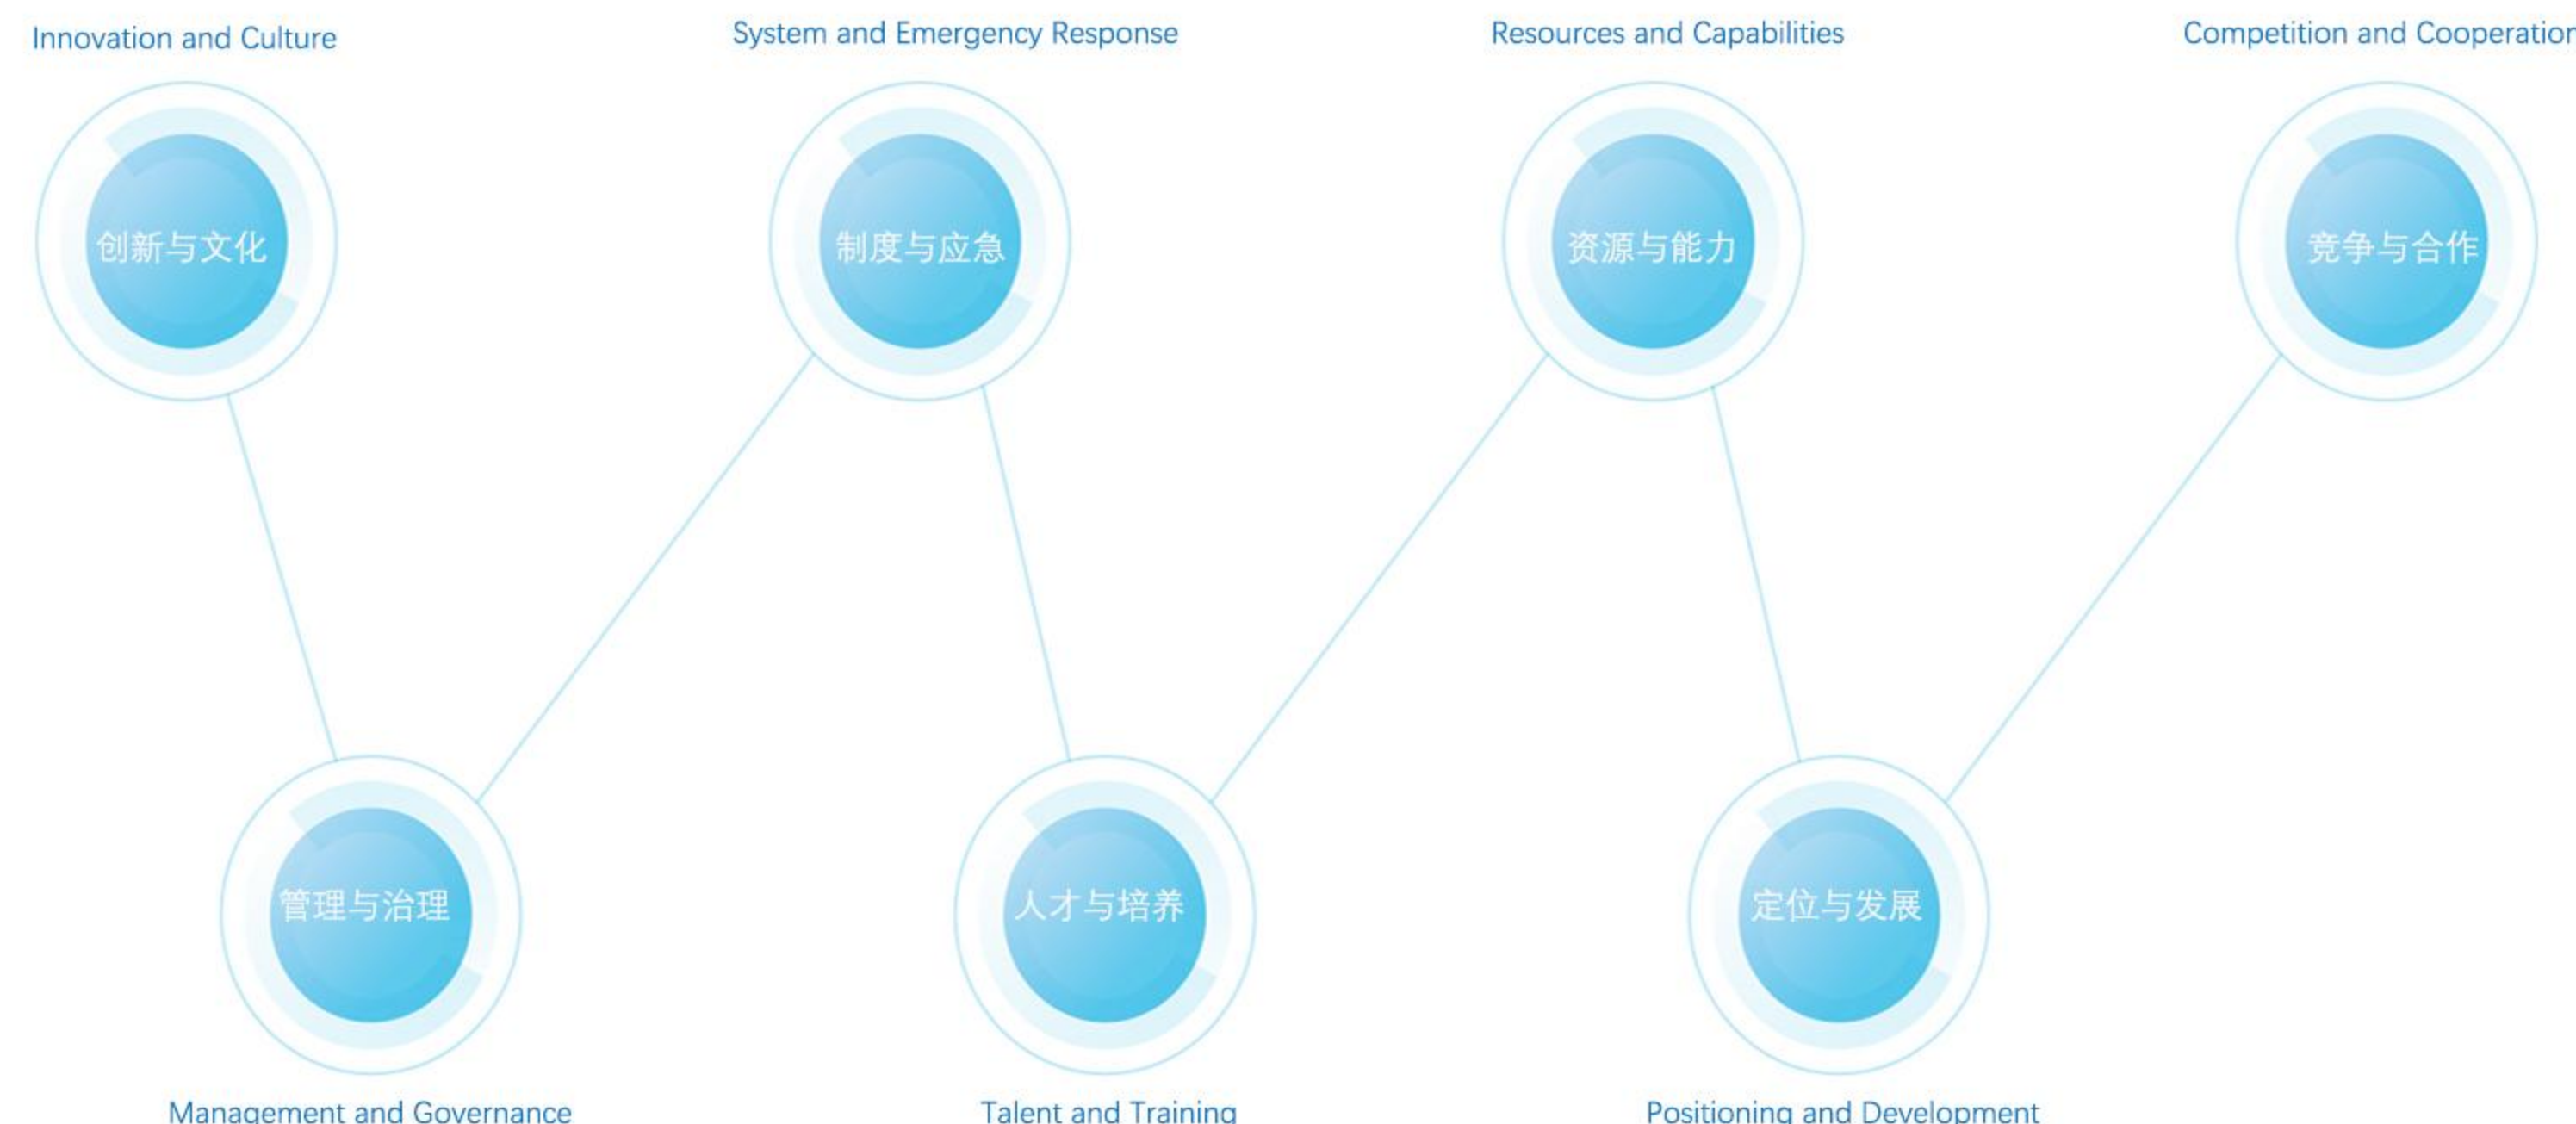 Innovation and Culture
System and Emergency Response
Resources and Capabilities
Competition and Cooperation
创新与文化
制度与应急
资源与能力
竞争与合作
管理与治理
人才与培养
定位与发展
Management and Governance
Talent and Training
Positioning and Development